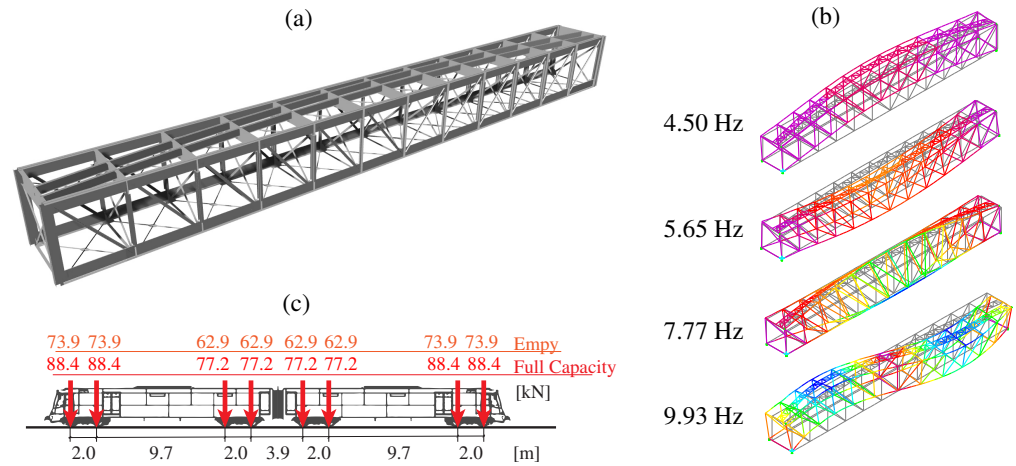 (a)
(b)
4.50 Hz
5.65 Hz
7.77 Hz
9.93 Hz
(c)
73.9 73.9 62.9 62.9 62.9 62.9 73.9 73.9 Empy
88.4 88.4 77.2 77.2 77.2 77.2 88.4 88.4 Full Capacity
[kN]
2.0 9.7 2.0 3.9 2.0 9.7 2.0 [m]